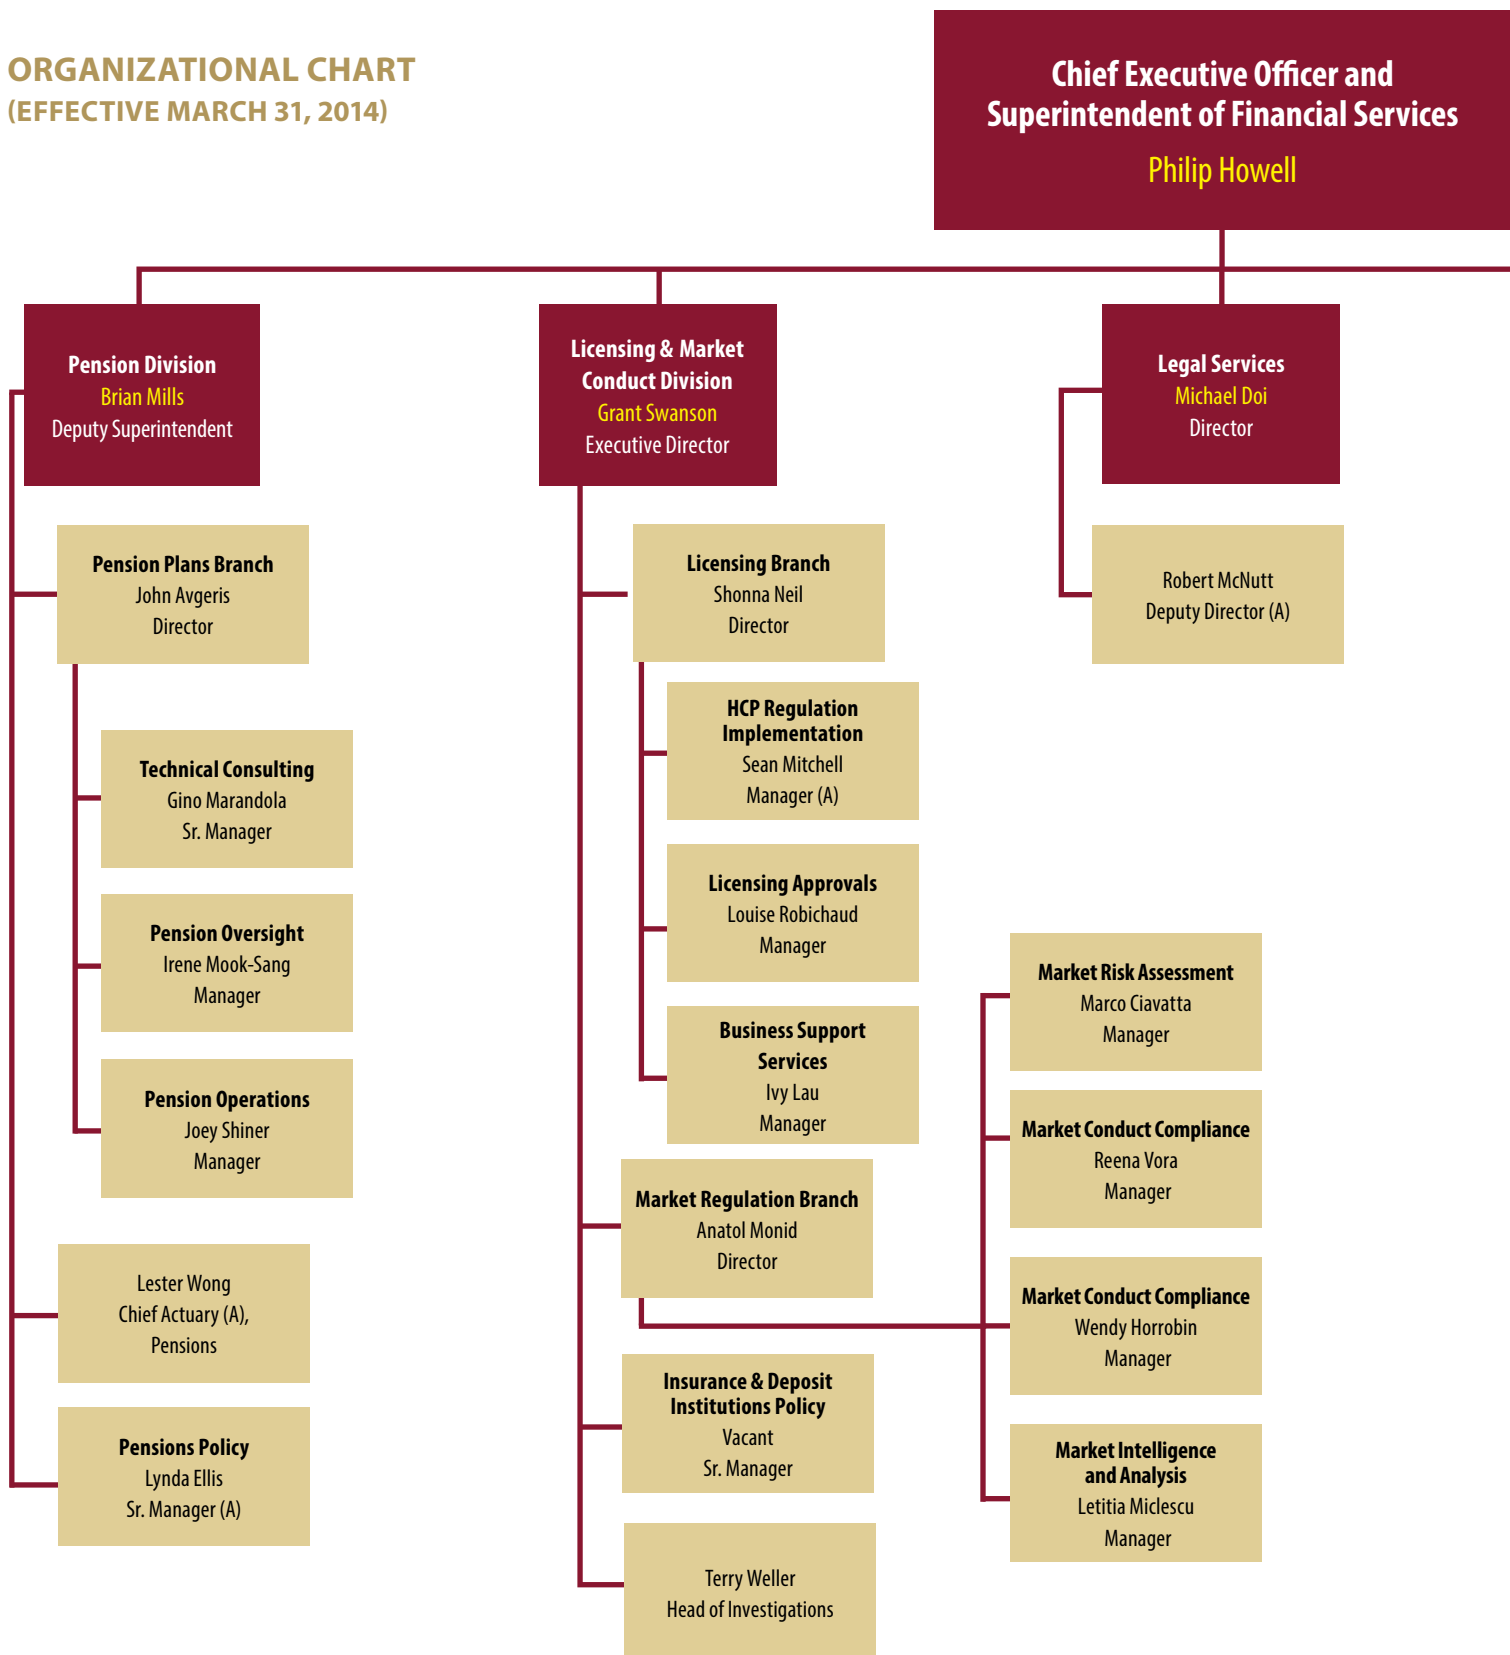 ORGANIZATIONAL CHART
(EFFECTIVE MARCH 31, 2014)
Chief Executive Officer and
Superintendent of Financial Services
Philip Howell
Pension Division
Brian Mills
Deputy Superintendent
Licensing & Market
Conduct Division
Grant Swanson
Executive Director
Legal Services
Michael Doi
Director
Pension Plans Branch
John Avgeris
Director
Technical Consulting
Gino Marandola
Sr. Manager
Pension Oversight
Irene Mook-Sang
Manager
Pension Operations
Joey Shiner
Manager
Lester Wong
Chief Actuary (A),
Pensions
Pensions Policy
Lynda Ellis
Sr. Manager (A)
Licensing Branch
Shonna Neil
Director
HCP Regulation
Implementation
Sean Mitchell
Manager (A)
Licensing Approvals
Louise Robichaud
Manager
Business Support
Services
Ivy Lau
Manager
Market Regulation Branch
Anatol Monid
Director
Insurance & Deposit
Institutions Policy
Vacant
Sr. Manager
Terry Weller
Head of Investigations
Market Risk Assessment
Marco Ciavatta
Manager
Market Conduct Compliance
Reena Vora
Manager
Market Conduct Compliance
Wendy Horrobin
Manager
Market Intelligence
and Analysis
Letitia Miclescu
Manager
Robert McNutt
Deputy Director (A)